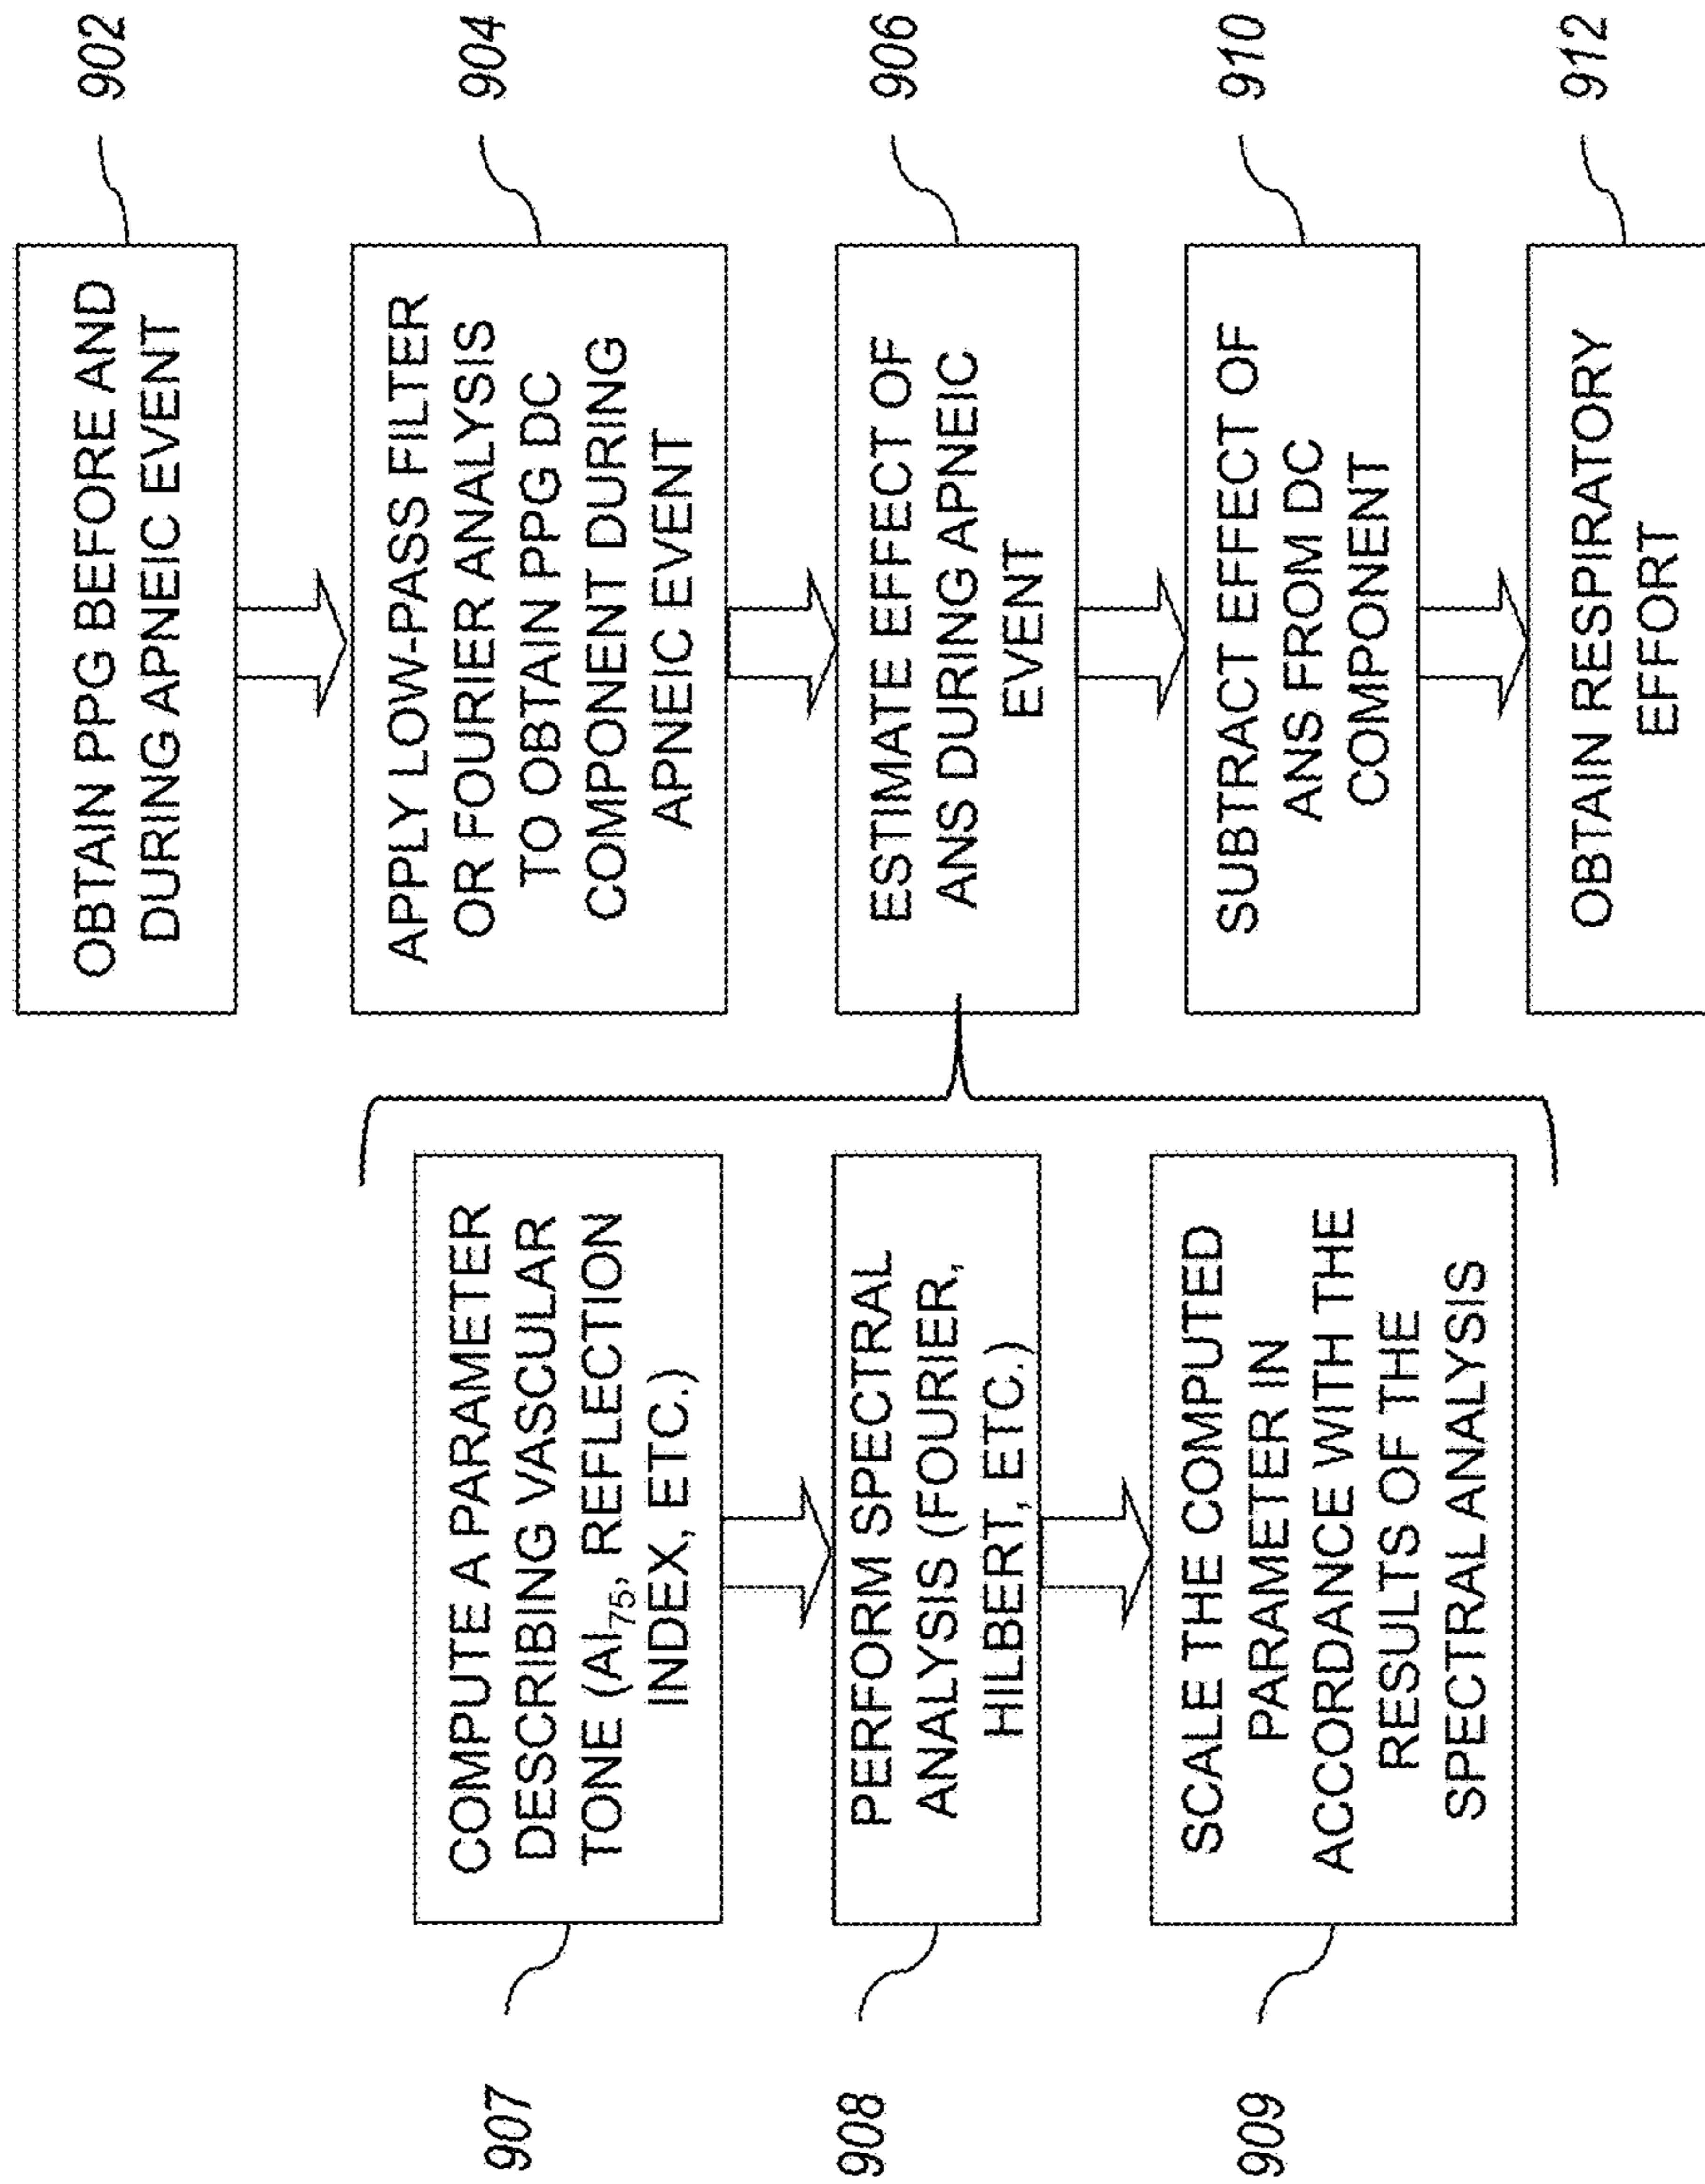 OBTAIN PPG BEFORE AND
DURING APNEIC EVENT
902
APPLY LOW-PASS FILTER
OR FOURIER ANALYSIS
TO OBTAIN PPG DC
COMPONENT DURING
APNEIC EVENT
904
ESTIMATE EFFECT OF
ANS DURING APNEIC
EVENT
906
907
COMPUTE A PARAMETER
DESCRIBING VASCULAR
TONE (AI75, REFLECTION
INDEX, ETC.)
908
PERFORM SPECTRAL
ANALYSIS (FOURIER,
HILBERT, ETC.)
909
SCALE THE COMPUTED
PARAMETER IN
ACCORDANCE WITH THE
RESULTS OF THE
SPECTRAL ANALYSIS
SUBTRACT EFFECT OF
ANS FROM DC
COMPONENT
910
OBTAIN RESPIRATORY
EFFORT
912